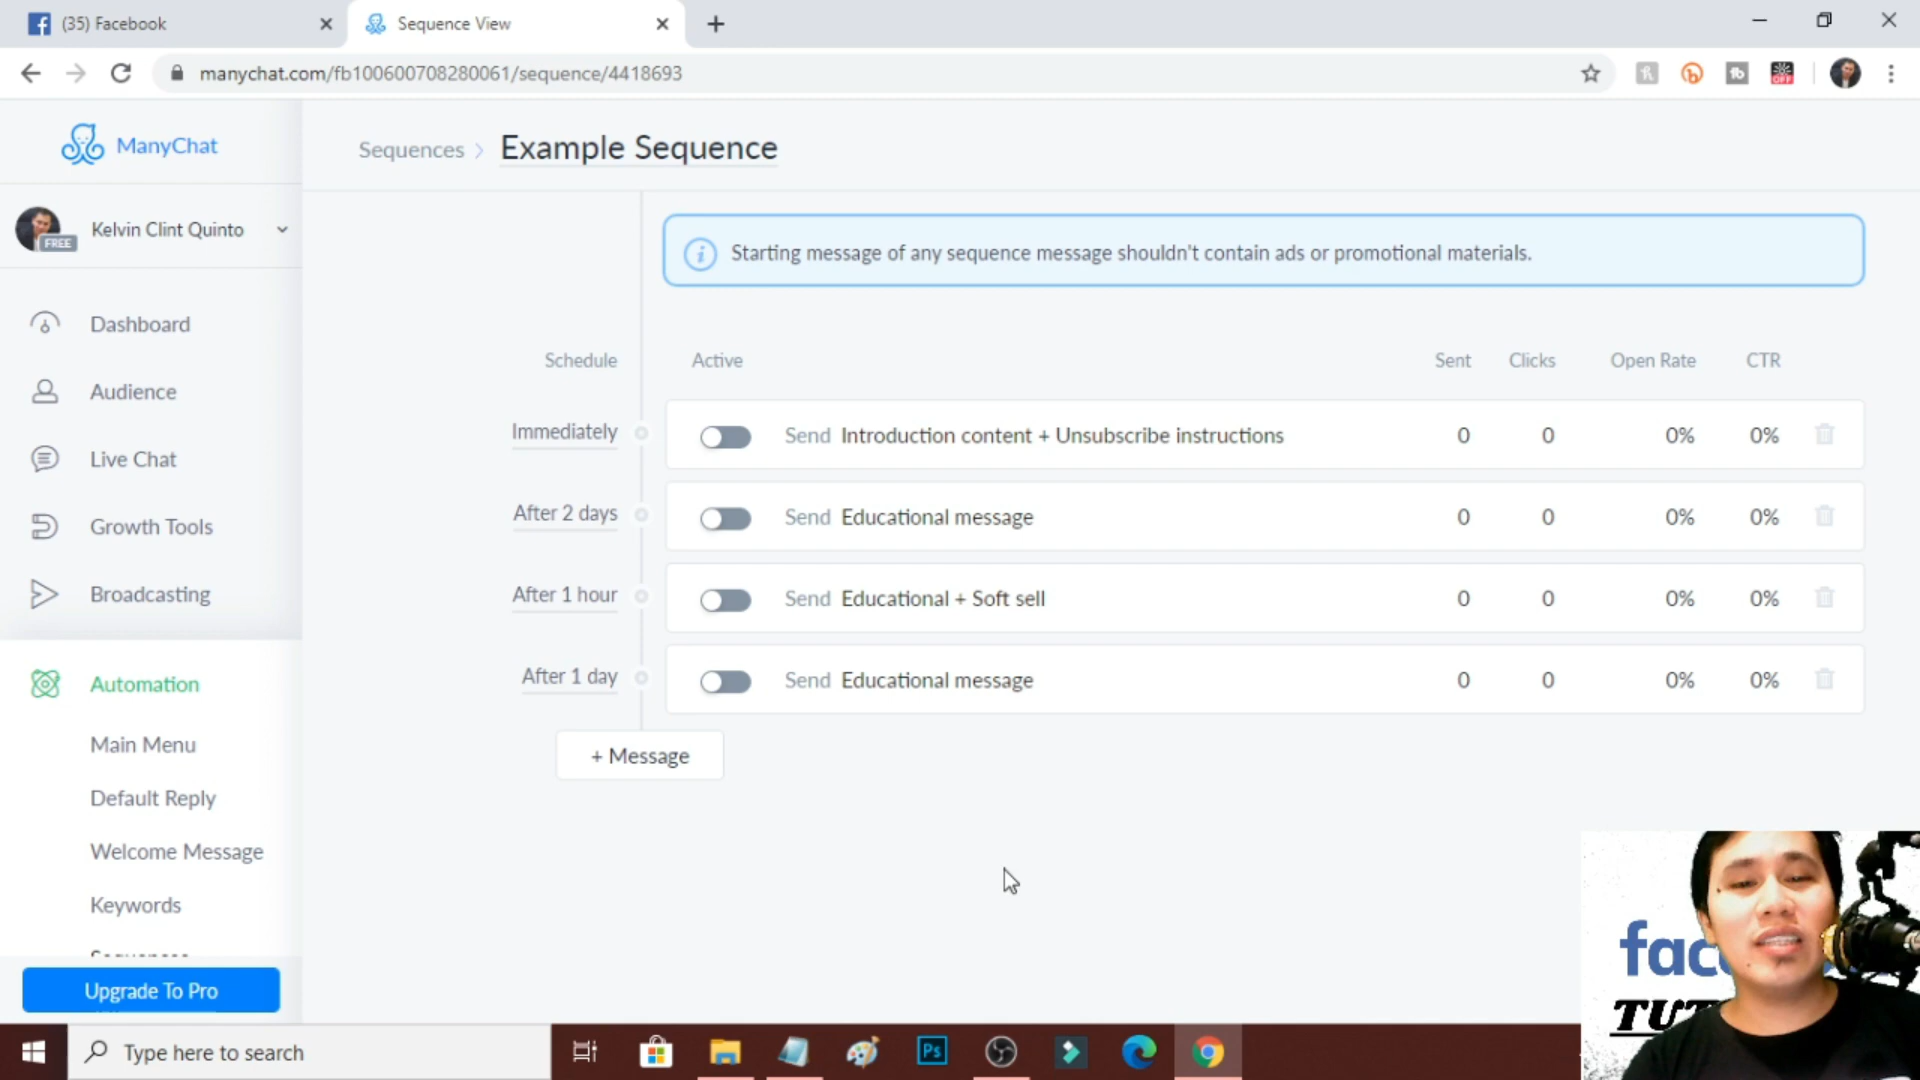 (35) Facebook
Sequence View
manychat.com/fb100600708280061/sequence/4418693
ManyChat
Sequences
Example Sequence
Kelvin Clint Quinto
FREE
Starting message of any sequence message shouldn't contain ads or promotional materials.
Dashboard
Audience
Live Chat
Growth Tools
Broadcasting
Automation
Main Menu
Default Reply
Welcome Message
Keywords
Sequences
Upgrade To Pro
Schedule Active Sent Clicks Open Rate CTR
Immediately Send Introduction content + Unsubscribe instructions 0 0 0% 0%
After 2 days Send Educational message 0 0 0% 0%
After 1 hour Send Educational + Soft sell 0 0 0% 0%
After 1 day Send Educational message 0 0 0% 0%
+ Message
Type here to search
Ps